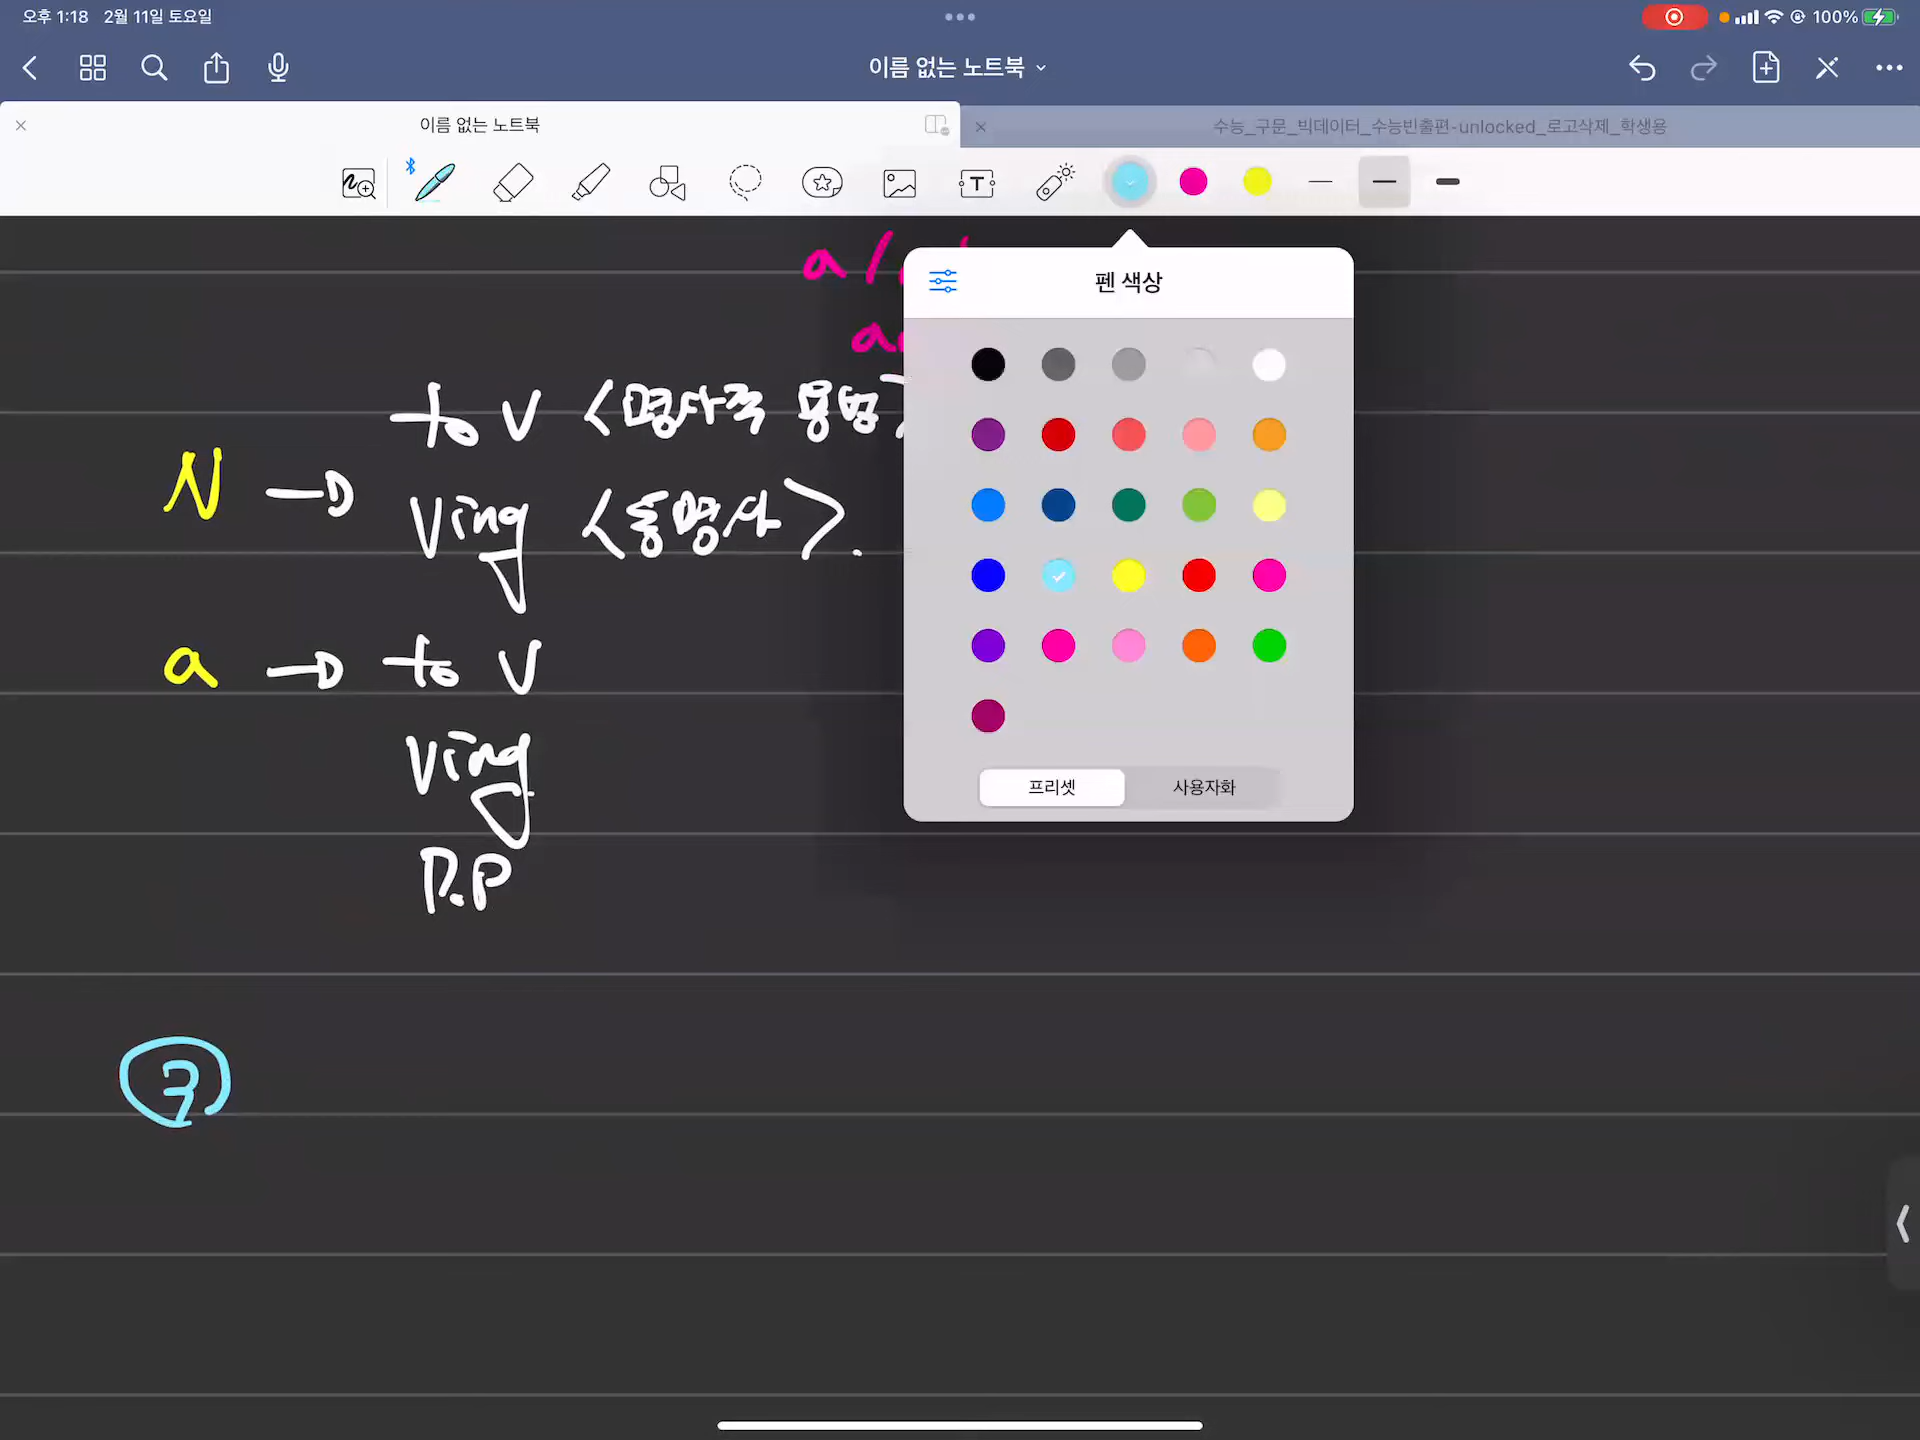 오후 1:18 2월 11일 토요일
100%
이름 없는 노트북
이름 없는 노트북
수능_구문_빅데이터_수능빈출편-unlocked_로고삭제_학생용
T
펜 색상
a /
a
to V <명사적 용법>
N → Ving <동명사>.
a → to V
Ving
P.P
프리셋 사용자화
③